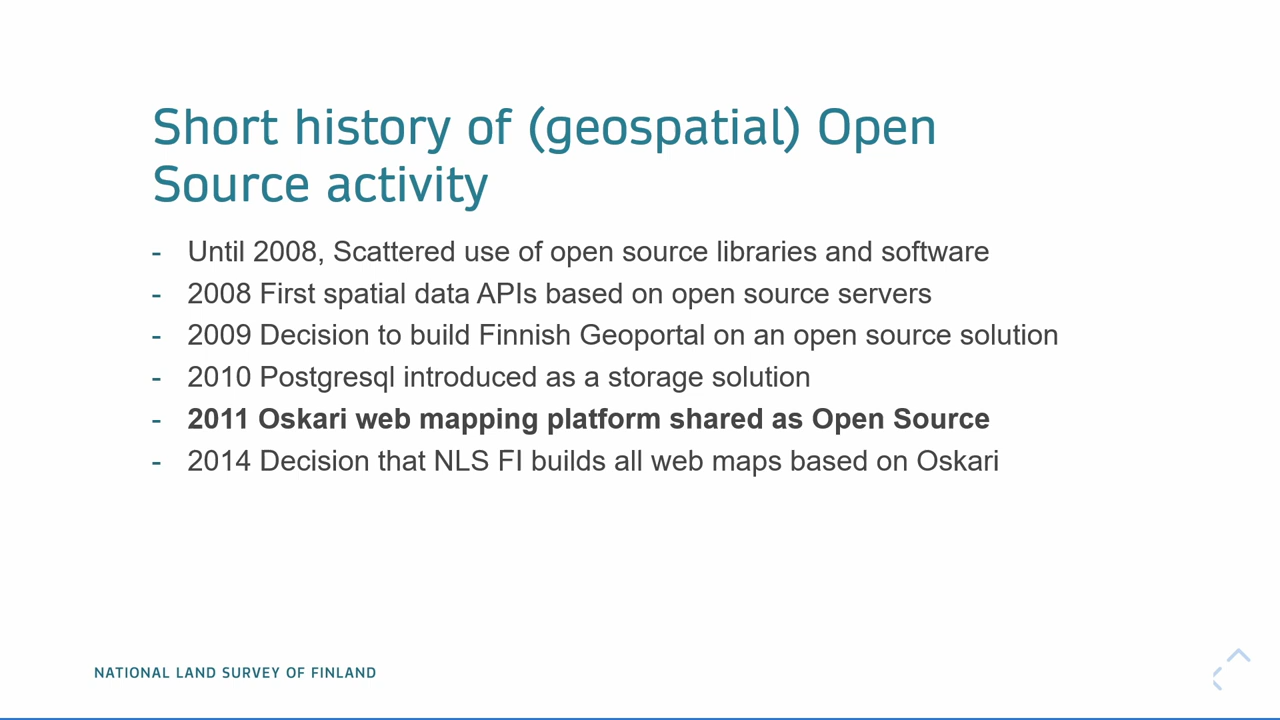 Short history of (geospatial) Open
Source activity
- Until 2008, Scattered use of open source libraries and software
- 2008 First spatial data APIs based on open source servers
- 2009 Decision to build Finnish Geoportal on an open source solution
- 2010 Postgresql introduced as a storage solution
- 2011 Oskari web mapping platform shared as Open Source
- 2014 Decision that NLS FI builds all web maps based on Oskari
NATIONAL LAND SURVEY OF FINLAND